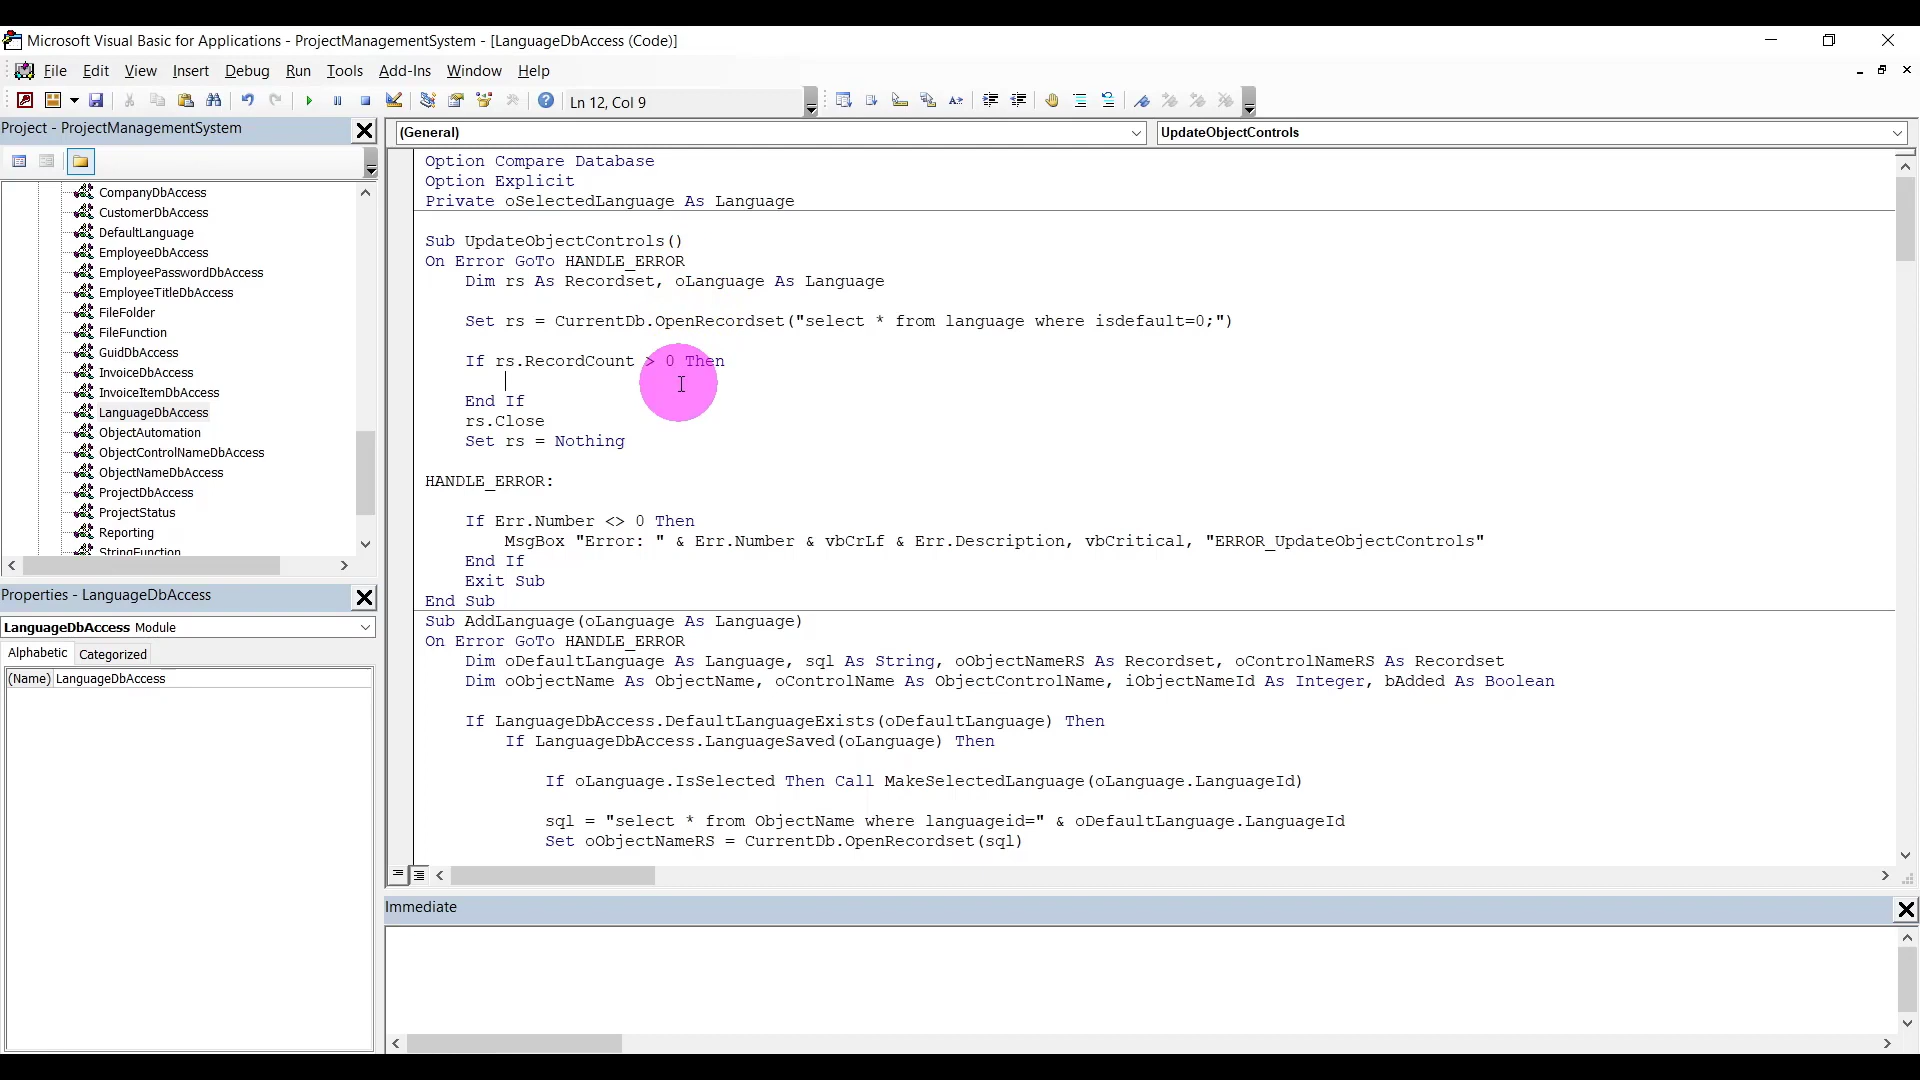 Microsoft Visual Basic for Applications - ProjectManagementSystem - [LanguageDbAccess (Code)]
File Edit View Insert Debug Run Tools Add-Ins Window Help
Ln 12, Col 9
Project - ProjectManagementSystem
CompanyDbAccess
CustomerDbAccess
DefaultLanguage
EmployeeDbAccess
EmployeePasswordDbAccess
EmployeeTitleDbAccess
FileFolder
FileFunction
GuidDbAccess
InvoiceDbAccess
InvoiceItemDbAccess
LanguageDbAccess
ObjectAutomation
ObjectControlNameDbAccess
ObjectNameDbAccess
ProjectDbAccess
ProjectStatus
Reporting
StringFunction
Properties - LanguageDbAccess
LanguageDbAccess Module
Alphabetic Categorized
(Name) LanguageDbAccess
(General) UpdateObjectControls
Option Compare Database
Option Explicit
Private oSelectedLanguage As Language
Sub UpdateObjectControls()
On Error GoTo HANDLE_ERROR
Dim rs As Recordset, oLanguage As Language
Set rs = CurrentDb.OpenRecordset("select * from language where isdefault=0;")
If rs.RecordCount > 0 Then
End If
rs.Close
Set rs = Nothing
HANDLE_ERROR:
If Err.Number <> 0 Then
MsgBox "Error: " & Err.Number & vbCrLf & Err.Description, vbCritical, "ERROR_UpdateObjectControls"
End If
Exit Sub
End Sub
Sub AddLanguage(oLanguage As Language)
On Error GoTo HANDLE_ERROR
Dim oDefaultLanguage As Language, sql As String, oObjectNameRS As Recordset, oControlNameRS As Recordset
Dim oObjectName As ObjectName, oControlName As ObjectControlName, iObjectNameId As Integer, bAdded As Boolean
If LanguageDbAccess.DefaultLanguageExists(oDefaultLanguage) Then
If LanguageDbAccess.LanguageSaved(oLanguage) Then
If oLanguage.IsSelected Then Call MakeSelectedLanguage(oLanguage.LanguageId)
sql = "select * from ObjectName where languageid=" & oDefaultLanguage.LanguageId
Set oObjectNameRS = CurrentDb.OpenRecordset(sql)
Immediate